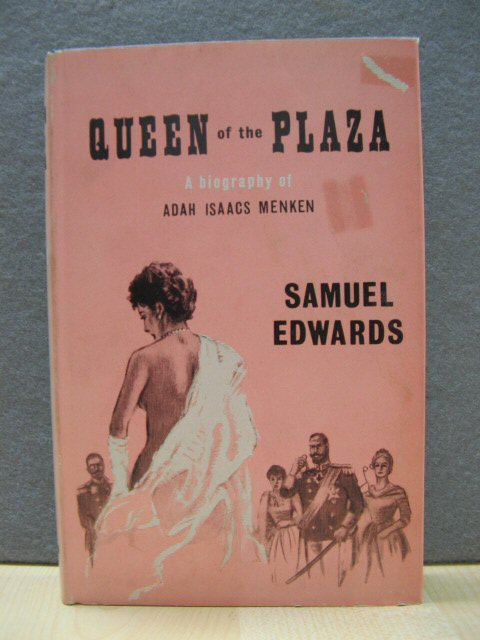 QUEEN of the PLAZA
A biography of
ADAH ISAACS MENKEN
SAMUEL
EDWARDS